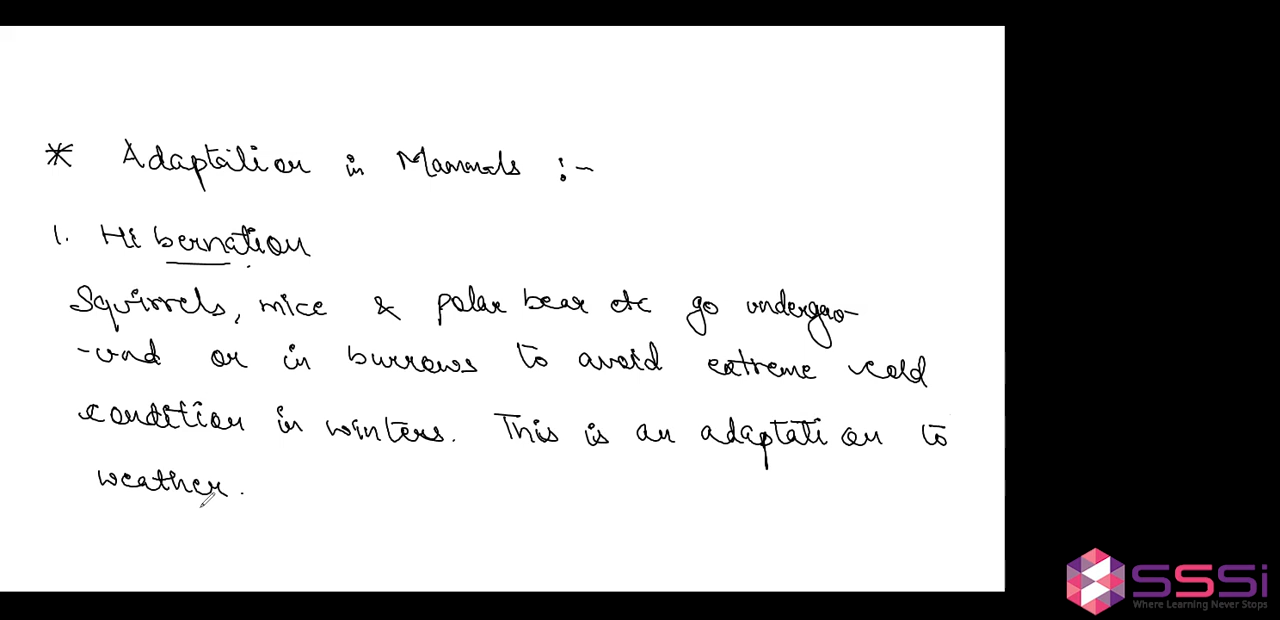 * Adaptation in Mammals :-
1. Hibernation
Squirrels, mice & polar bear etc go undergro-
-und or in burrows to avoid extreme cold
condition in winters. This is an adaptation to
weather.
SSSi
Where Learning Never Stops